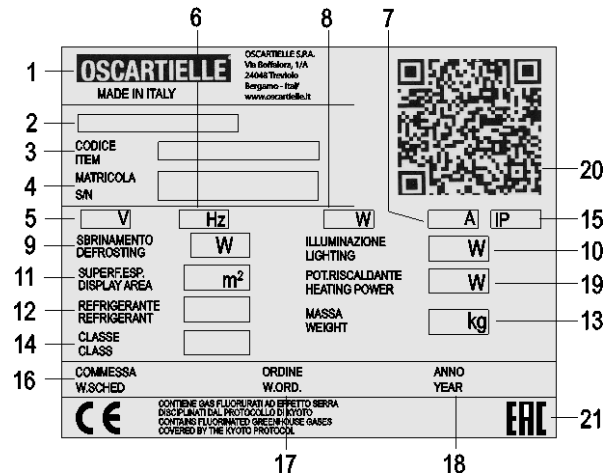 6
8
7
1
OSCARTIELLE
MADE IN ITALY
OSCARTIELLE S.P.A.
Via Boffalora, 1/A
24048 Treviolo
Bergamo - Italy
www.oscartielle.it
2
3
CODICE
ITEM
4
MATRICOLA
S/N
20
5
V
Hz
W
A
IP
15
9
SBRINAMENTO
DEFROSTING
W
ILLUMINAZIONE
LIGHTING
W
10
11
SUPERF.ESP.
DISPLAY AREA
m²
POT.RISCALDANTE
HEATING POWER
W
19
12
REFRIGERANTE
REFRIGERANT
MASSA
WEIGHT
kg
13
14
CLASSE
CLASS
16
COMMESSA
W.SCHED
ORDINE
W.ORD.
ANNO
YEAR
CE
CONTIENE GAS FLUORURATI AD EFFETTO SERRA
DISCIPLINATI DAL PROTOCOLLO DI KYOTO
CONTAINS FLUORINATED GREENHOUSE GASES
COVERED BY THE KYOTO PROTOCOL
EAC
21
17
18